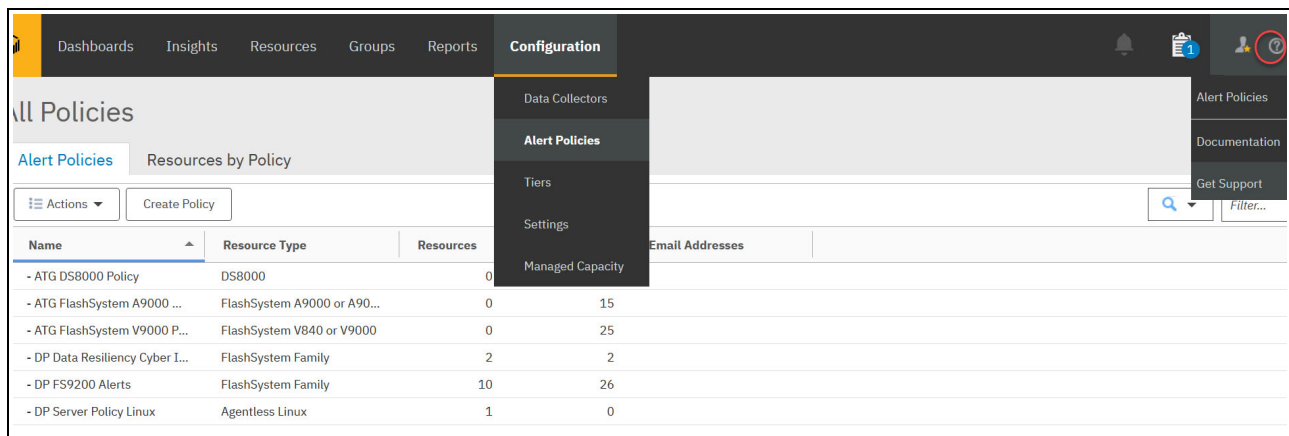 Dashboards Insights Resources Groups Reports Configuration 1
Data Collectors
Alert Policies
Tiers
Settings
Managed Capacity
Alert Policies
Documentation
Get Support
All Policies
Alert Policies Resources by Policy
Actions Create Policy Filter...
Name Resource Type Resources Email Addresses
- ATG DS8000 Policy DS8000 0
- ATG FlashSystem A9000 ... FlashSystem A9000 or A90... 0 15
- ATG FlashSystem V9000 P... FlashSystem V840 or V9000 0 25
- DP Data Resiliency Cyber I... FlashSystem Family 2 2
- DP FS9200 Alerts FlashSystem Family 10 26
- DP Server Policy Linux Agentless Linux 1 0